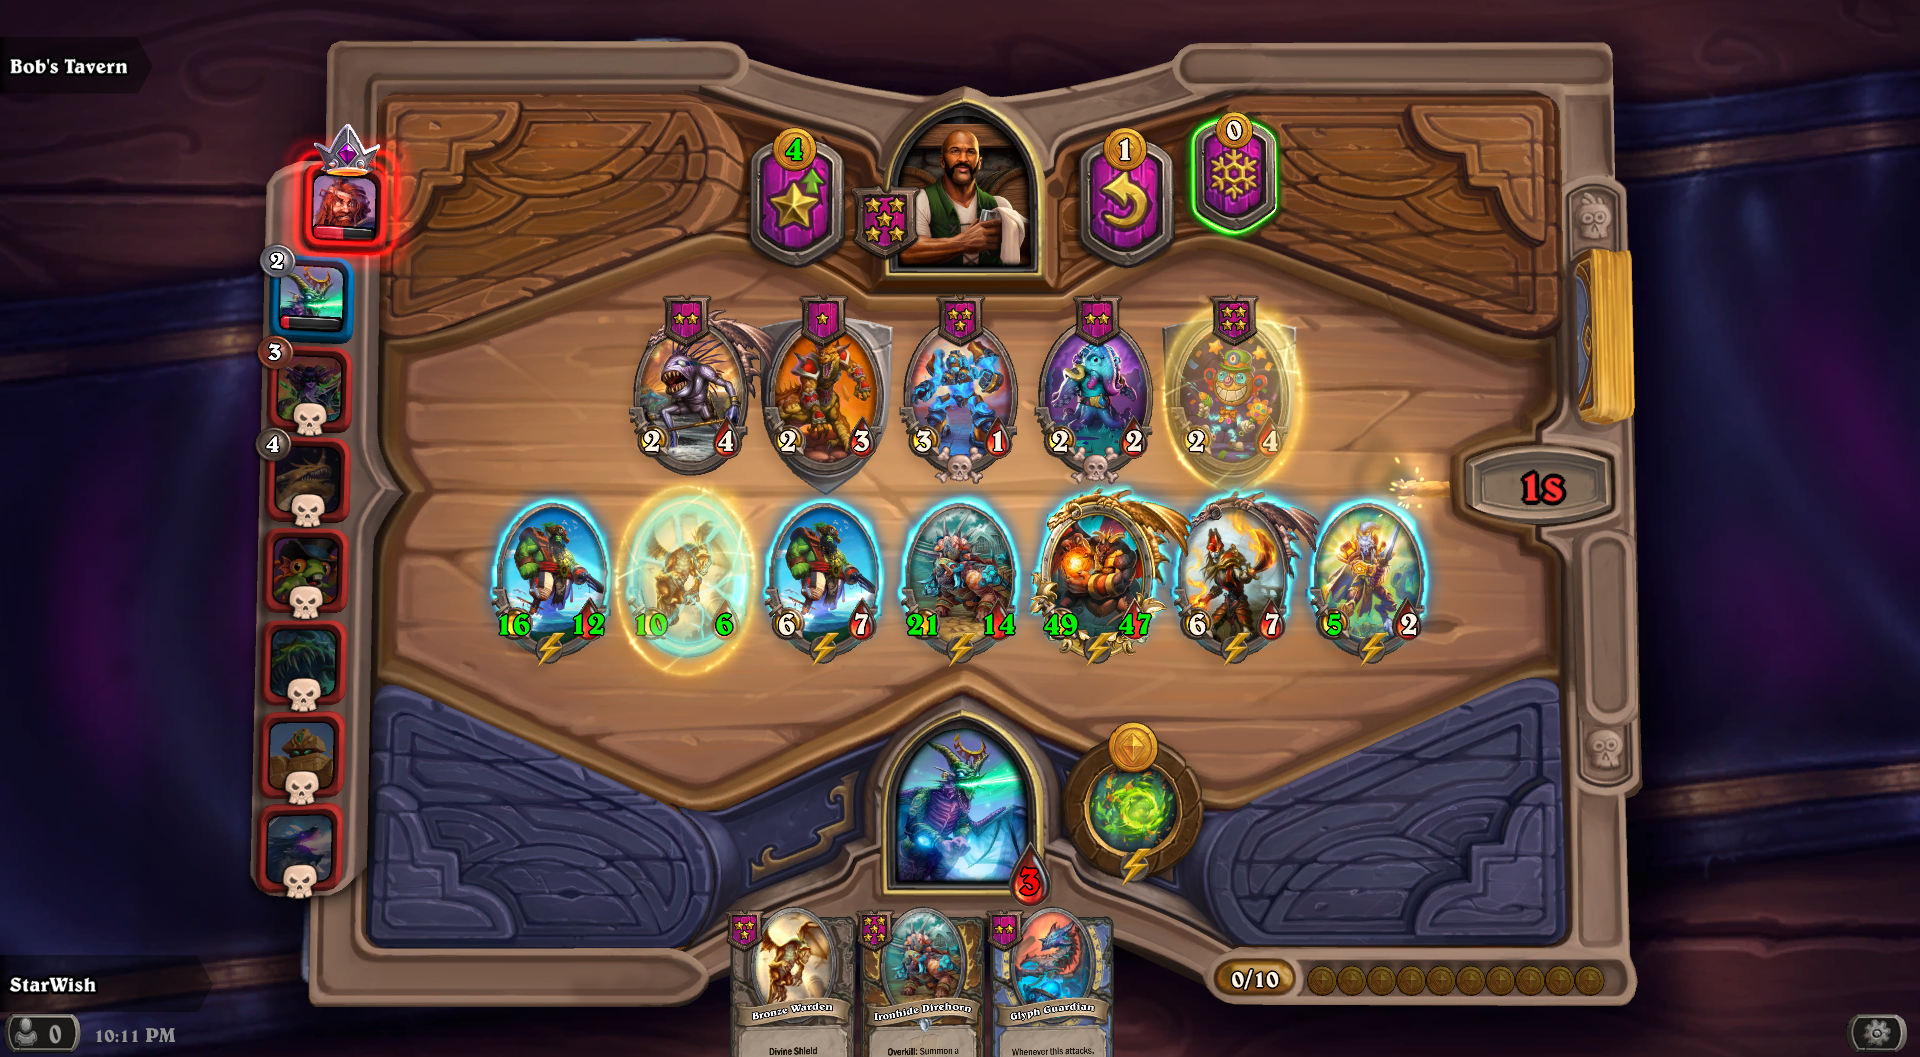 Bob's Tavern
4
1
0
2
3
4
2 4
2 3
3 1
2 2
2 4
1s
16 12
10 6
6 7
21 14
49 47
6 7
5 2
3
Bronze Warden
Divine Shield
Ironhide Direhorn
Overkill: Summon a
Glyph Guardian
Whenever this attacks,
0/10
StarWish
0
10:11 PM